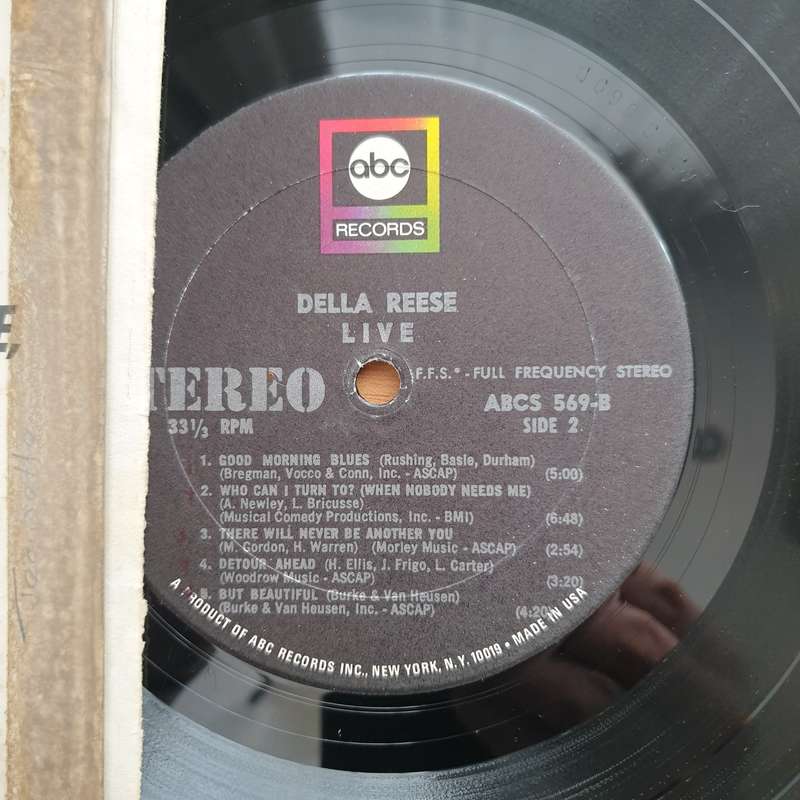 abc
RECORDS
DELLA REESE
LIVE
TEREO
F.F.S.* - FULL FREQUENCY STEREO
33⅓ RPM
ABCS 569-B
SIDE 2
1. GOOD MORNING BLUES (Rushing, Basie, Durham)
(Bregman, Vocco & Conn, Inc. - ASCAP) (5:00)
2. WHO CAN I TURN TO? (WHEN NOBODY NEEDS ME)
(A. Newley, L. Bricusse)
(Musical Comedy Productions, Inc. - BMI) (6:48)
3. THERE WILL NEVER BE ANOTHER YOU
(M. Gordon, H. Warren) (Morley Music - ASCAP) (2:54)
4. DETOUR AHEAD (H. Ellis, J. Frigo, L. Carter)
(Woodrow Music - ASCAP) (3:20)
5. BUT BEAUTIFUL (Burke & Van Heusen)
(Burke & Van Heusen, Inc. - ASCAP) (4:20)
A PRODUCT OF ABC RECORDS INC., NEW YORK, N.Y. 10019 • MADE IN USA
E,